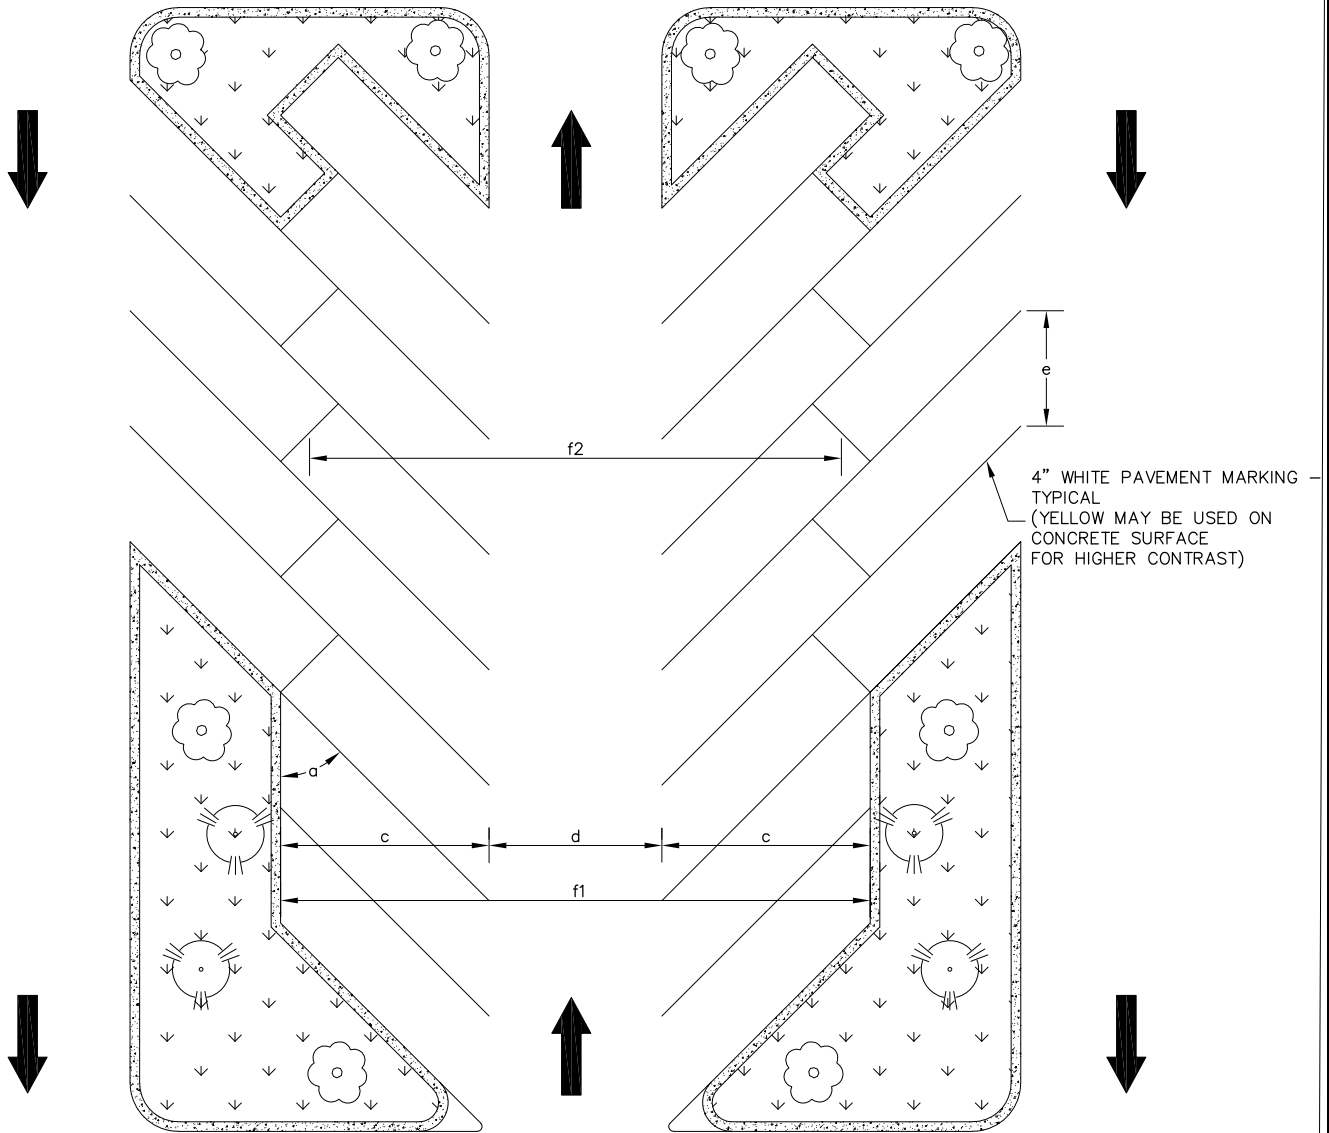 e
f2
4" WHITE PAVEMENT MARKING –
TYPICAL
(YELLOW MAY BE USED ON
CONCRETE SURFACE
FOR HIGHER CONTRAST)
a
c
d
c
f1